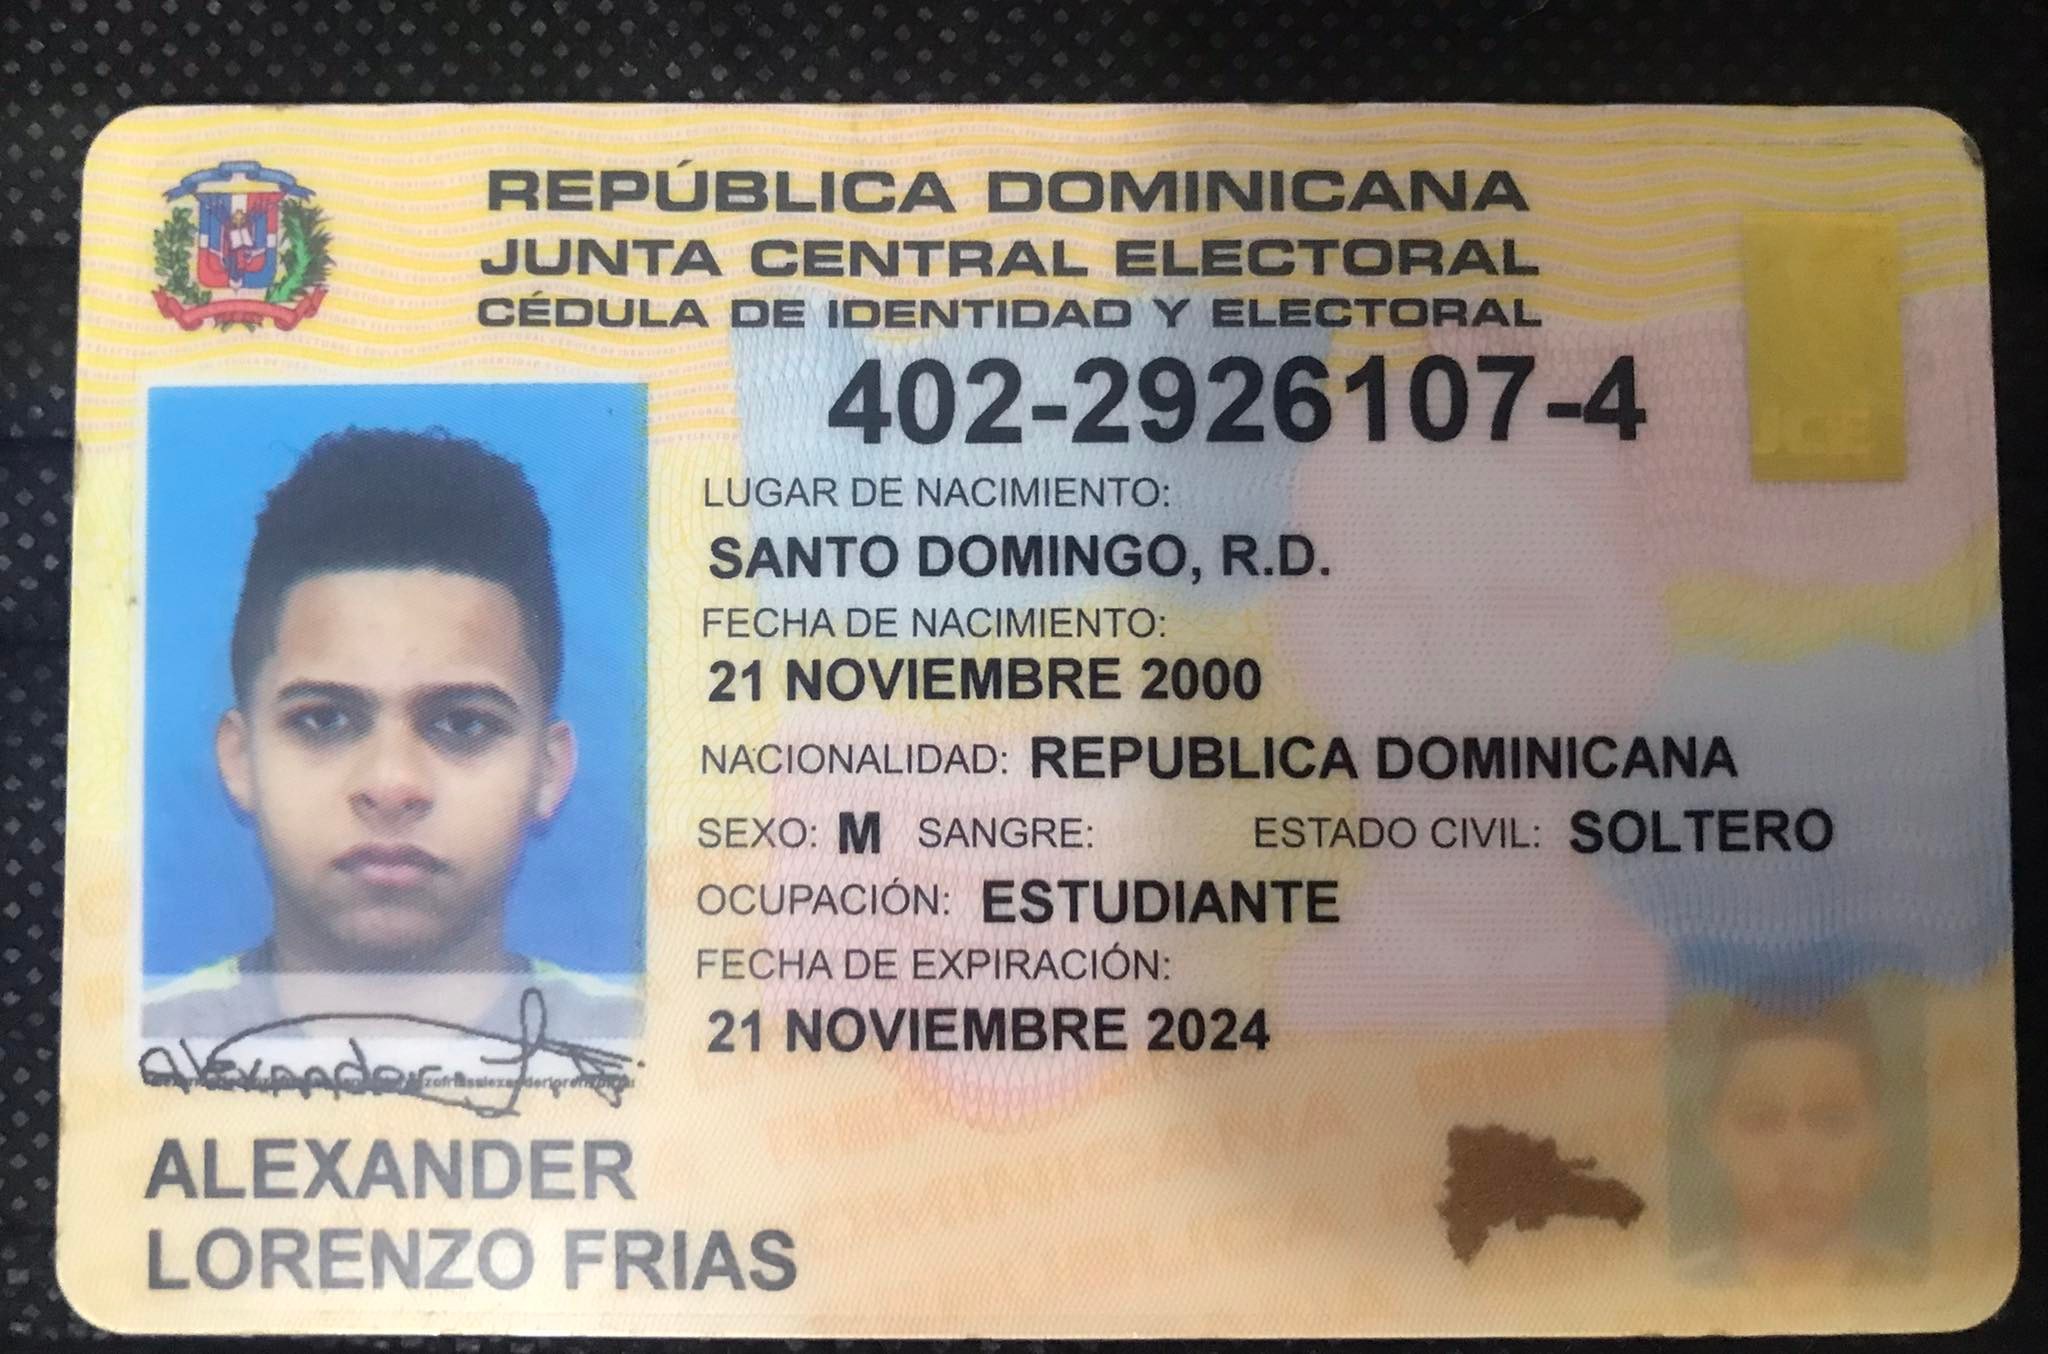 REPÚBLICA DOMINICANA
JUNTA CENTRAL ELECTORAL
CÉDULA DE IDENTIDAD Y ELECTORAL
402-2926107-4
JCE
LUGAR DE NACIMIENTO:
SANTO DOMINGO, R.D.
FECHA DE NACIMIENTO:
21 NOVIEMBRE 2000
NACIONALIDAD: REPUBLICA DOMINICANA
SEXO: M SANGRE: ESTADO CIVIL: SOLTERO
OCUPACIÓN: ESTUDIANTE
FECHA DE EXPIRACIÓN:
21 NOVIEMBRE 2024
Alexander
ALEXANDER
LORENZO FRIAS